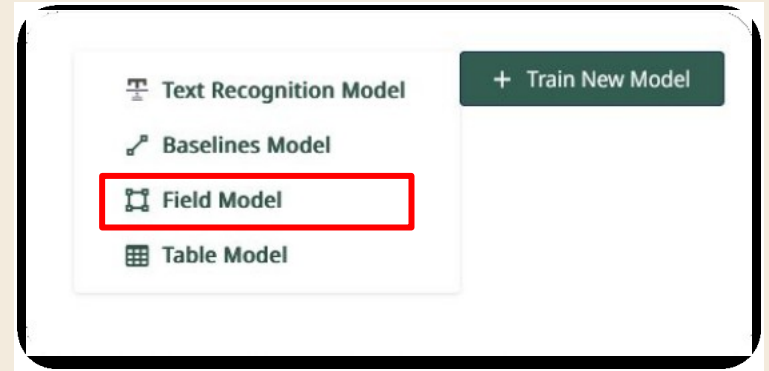 Text Recognition Model
+ Train New Model
Baselines Model
Field Model
Table Model